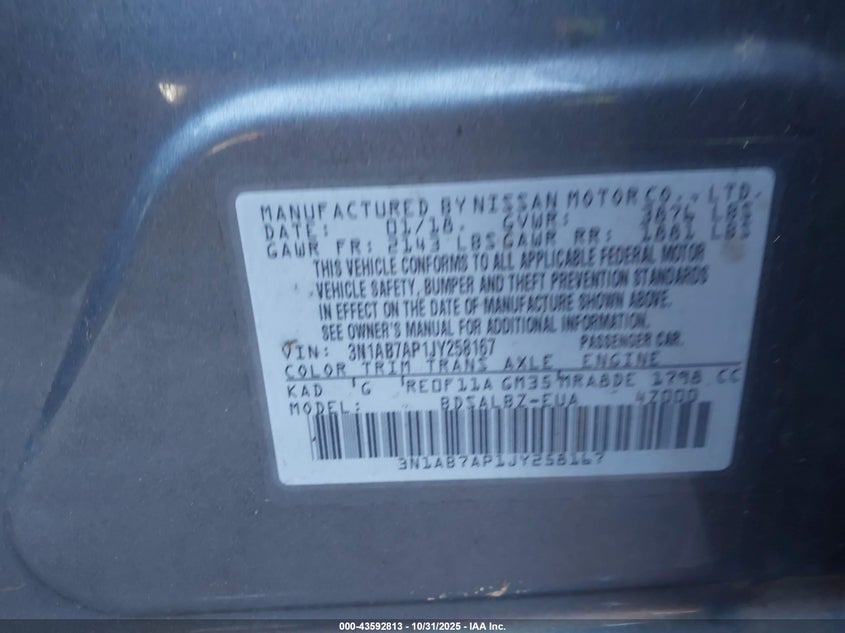 MANUFACTURED BY NISSAN MOTOR CO., LTD.
DATE: 01/18 GVWR: 3874 LBS
GAWR FR: 2143 LBS GAWR RR: 1881 LBS
THIS VEHICLE CONFORMS TO ALL APPLICABLE FEDERAL MOTOR
VEHICLE SAFETY, BUMPER AND THEFT PREVENTION STANDARDS
IN EFFECT ON THE DATE OF MANUFACTURE SHOWN ABOVE.
SEE OWNER'S MANUAL FOR ADDITIONAL INFORMATION.
VIN: 3N1AB7AP1JY258167 PASSENGER CAR.
COLOR TRIM TRANS AXLE ENGINE
KAD G RE0F11A GM35 MRA8DE 1798 CC
MODEL: BDSALBZ-EUA 4Z000
3N1AB7AP1JY258167
000-43592813 - 10/31/2025 - IAA Inc.